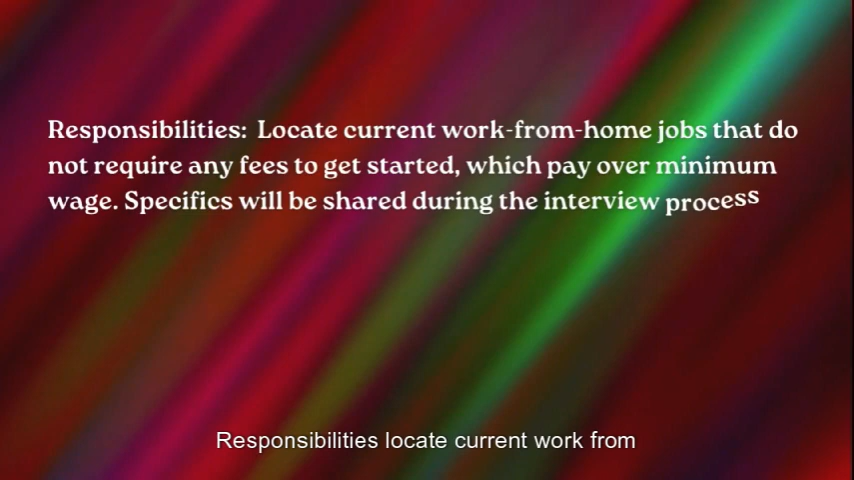 Responsibilities: Locate current work-from-home jobs that do
not require any fees to get started, which pay over minimum
wage. Specifics will be shared during the interview process
Responsibilities locate current work from